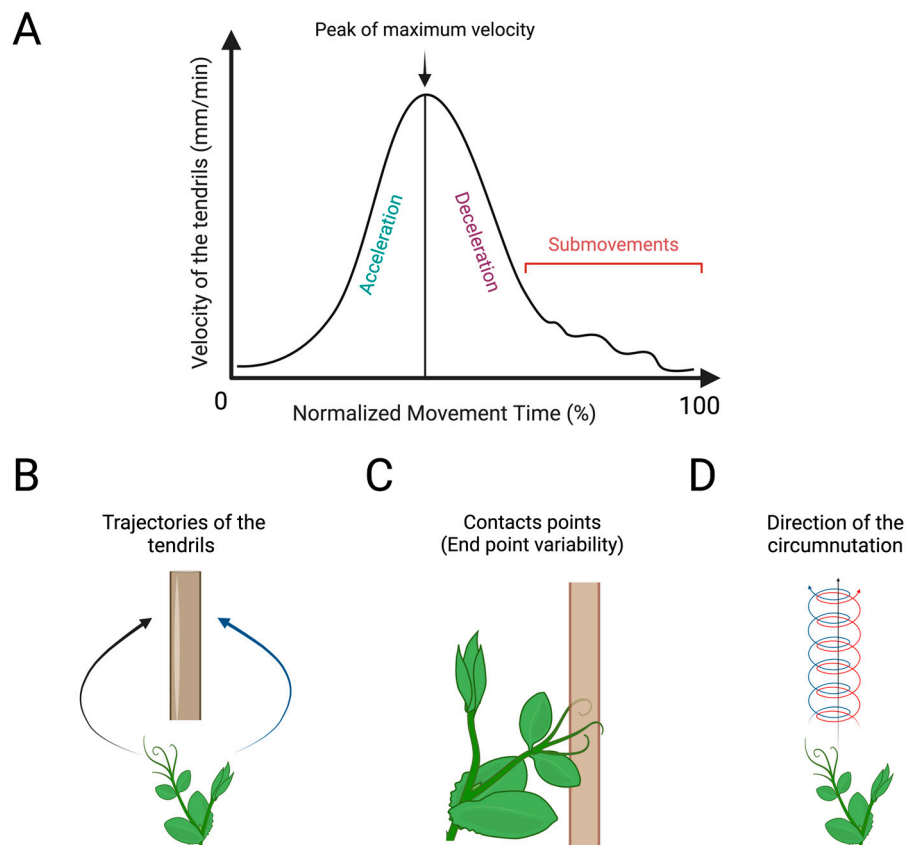 A
Peak of maximum velocity
Velocity of the tendrils (mm/min)
Acceleration
Deceleration
Submovements
0
100
Normalized Movement Time (%)
B
Trajectories of the
tendrils
C
Contacts points
(End point variability)
D
Direction of the
circumnutation